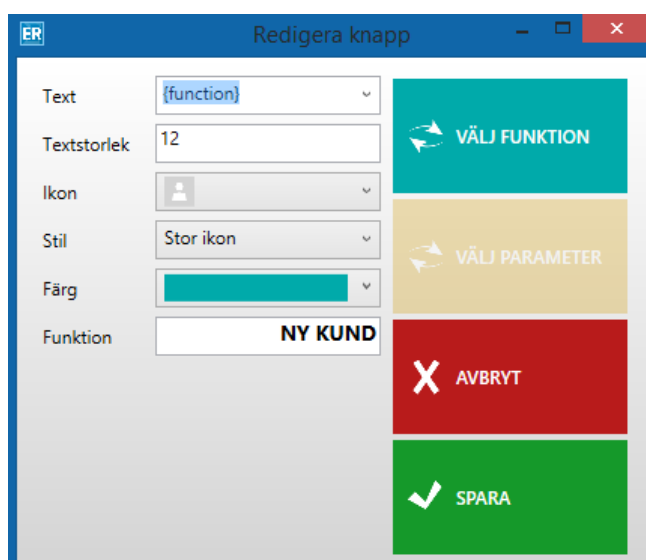 ER
Redigera knapp
Text {function}
Textstorlek 12
Ikon
Stil Stor ikon
Färg
Funktion NY KUND
VÄLJ FUNKTION
VÄLJ PARAMETER
AVBRYT
SPARA